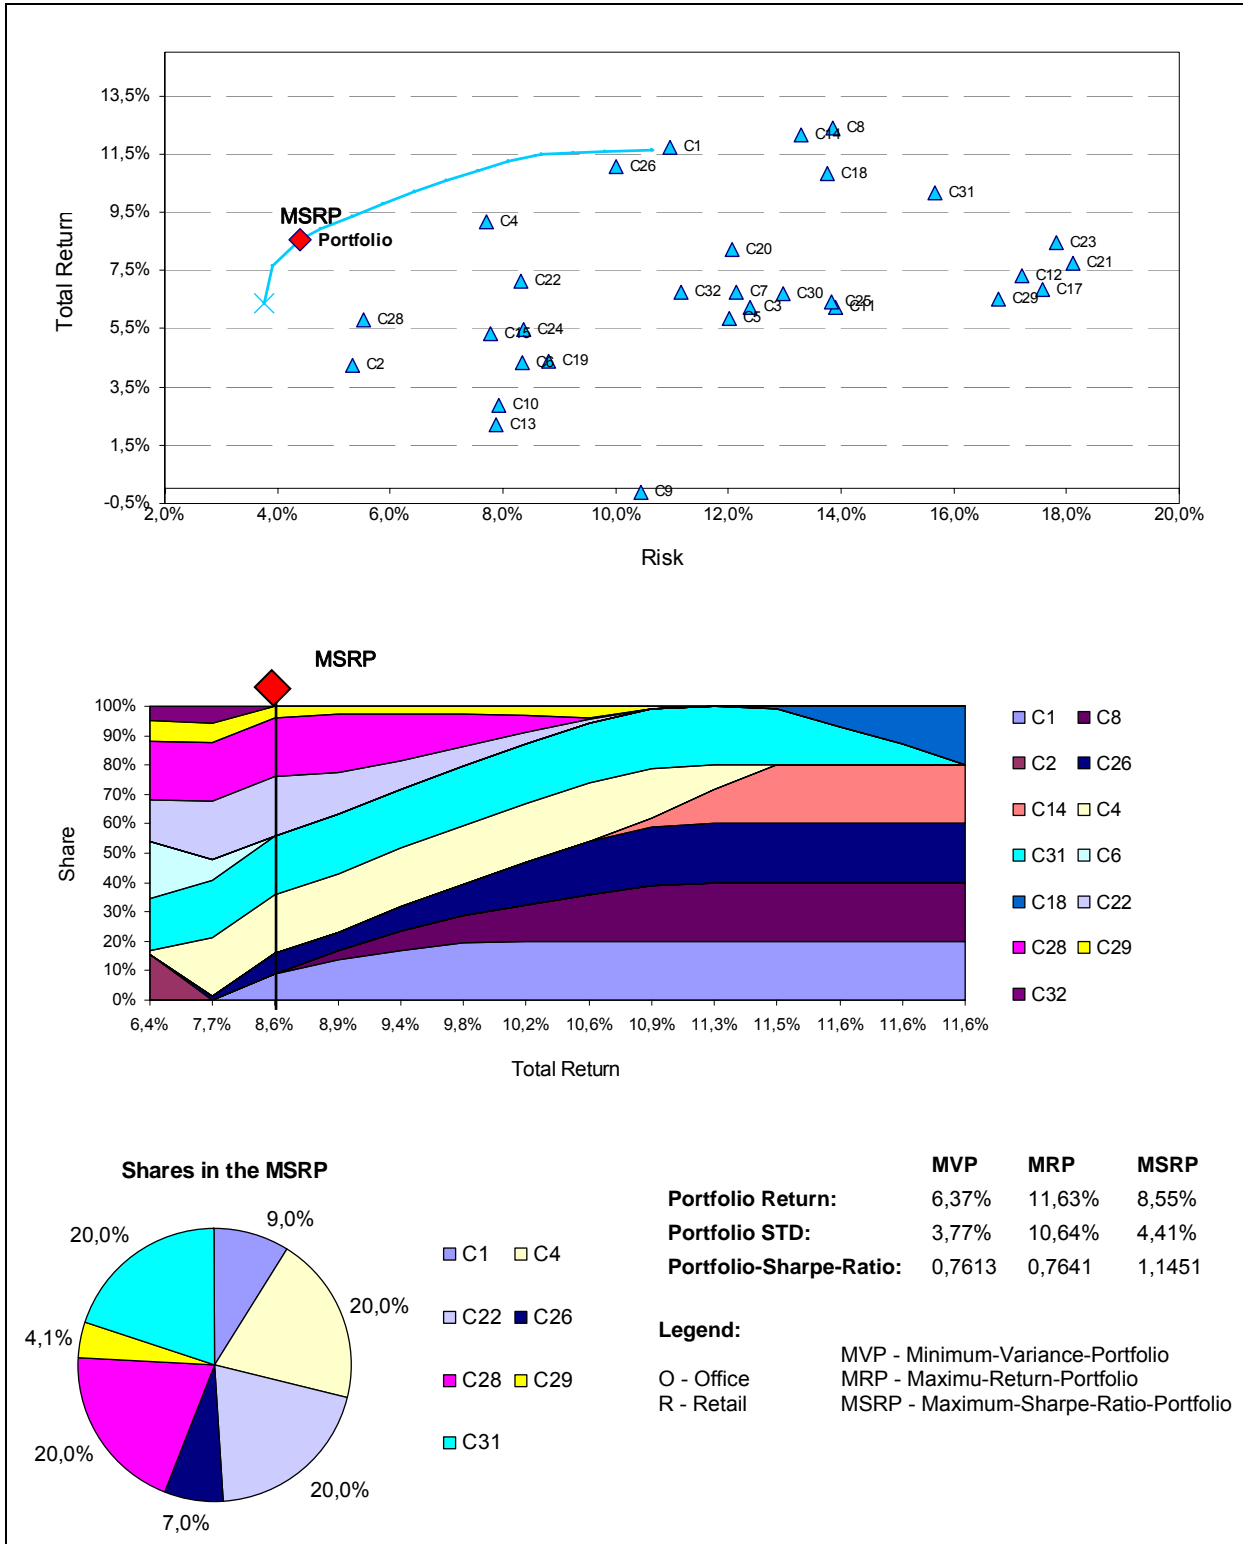 13,5%
11,5%
9,5%
7,5%
5,5%
3,5%
1,5%
-0,5%
Total Return
2,0% 4,0% 6,0% 8,0% 10,0% 12,0% 14,0% 16,0% 18,0% 20,0%
Risk
MSRP
Portfolio
C8
C14
C1
C26
C18
C31
C4
C23
C20
C21
C12
C22
C32
C7
C30
C17
C29
C25
C3
C11
C5
C28
C24
C15
C2
C6
C19
C10
C13
C9
MSRP
100%
90%
80%
70%
60%
50%
40%
30%
20%
10%
0%
Share
6,4% 7,7% 8,6% 8,9% 9,4% 9,8% 10,2% 10,6% 10,9% 11,3% 11,5% 11,6% 11,6% 11,6%
Total Return
C1 C8
C2 C26
C14 C4
C31 C6
C18 C22
C28 C29
C32
Shares in the MSRP
9,0%
20,0%
20,0%
7,0%
20,0%
4,1%
20,0%
C1 C4
C22 C26
C28 C29
C31
MVP MRP MSRP
Portfolio Return: 6,37% 11,63% 8,55%
Portfolio STD: 3,77% 10,64% 4,41%
Portfolio-Sharpe-Ratio: 0,7613 0,7641 1,1451
Legend:
MVP - Minimum-Variance-Portfolio
O - Office MRP - Maximu-Return-Portfolio
R - Retail MSRP - Maximum-Sharpe-Ratio-Portfolio